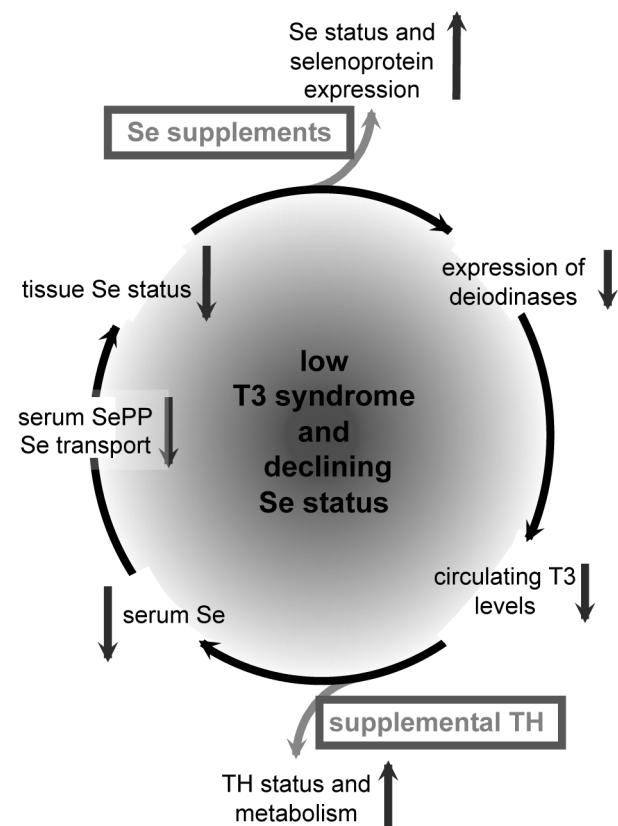 Se status and
selenoprotein
expression
Se supplements
expression of
deiodinases
tissue Se status
low
T3 syndrome
and
declining
Se status
serum SePP
Se transport
circulating T3
levels
serum Se
supplemental TH
TH status and
metabolism